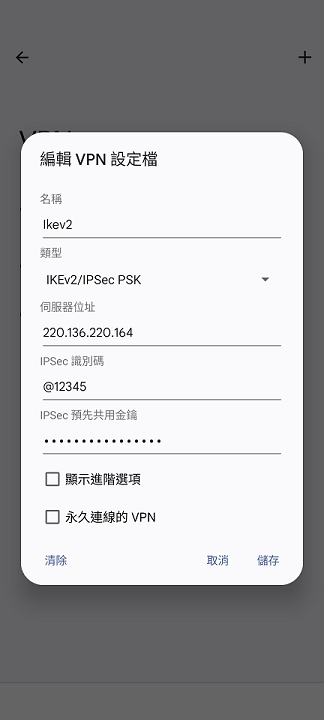 編輯 VPN 設定檔
名稱
Ikev2
類型
IKEv2/IPSec PSK
伺服器位址
220.136.220.164
IPSec 識別碼
@12345
IPSec 預先共用金鑰
••••••••••••••••
顯示進階選項
永久連線的 VPN
清除 取消 儲存